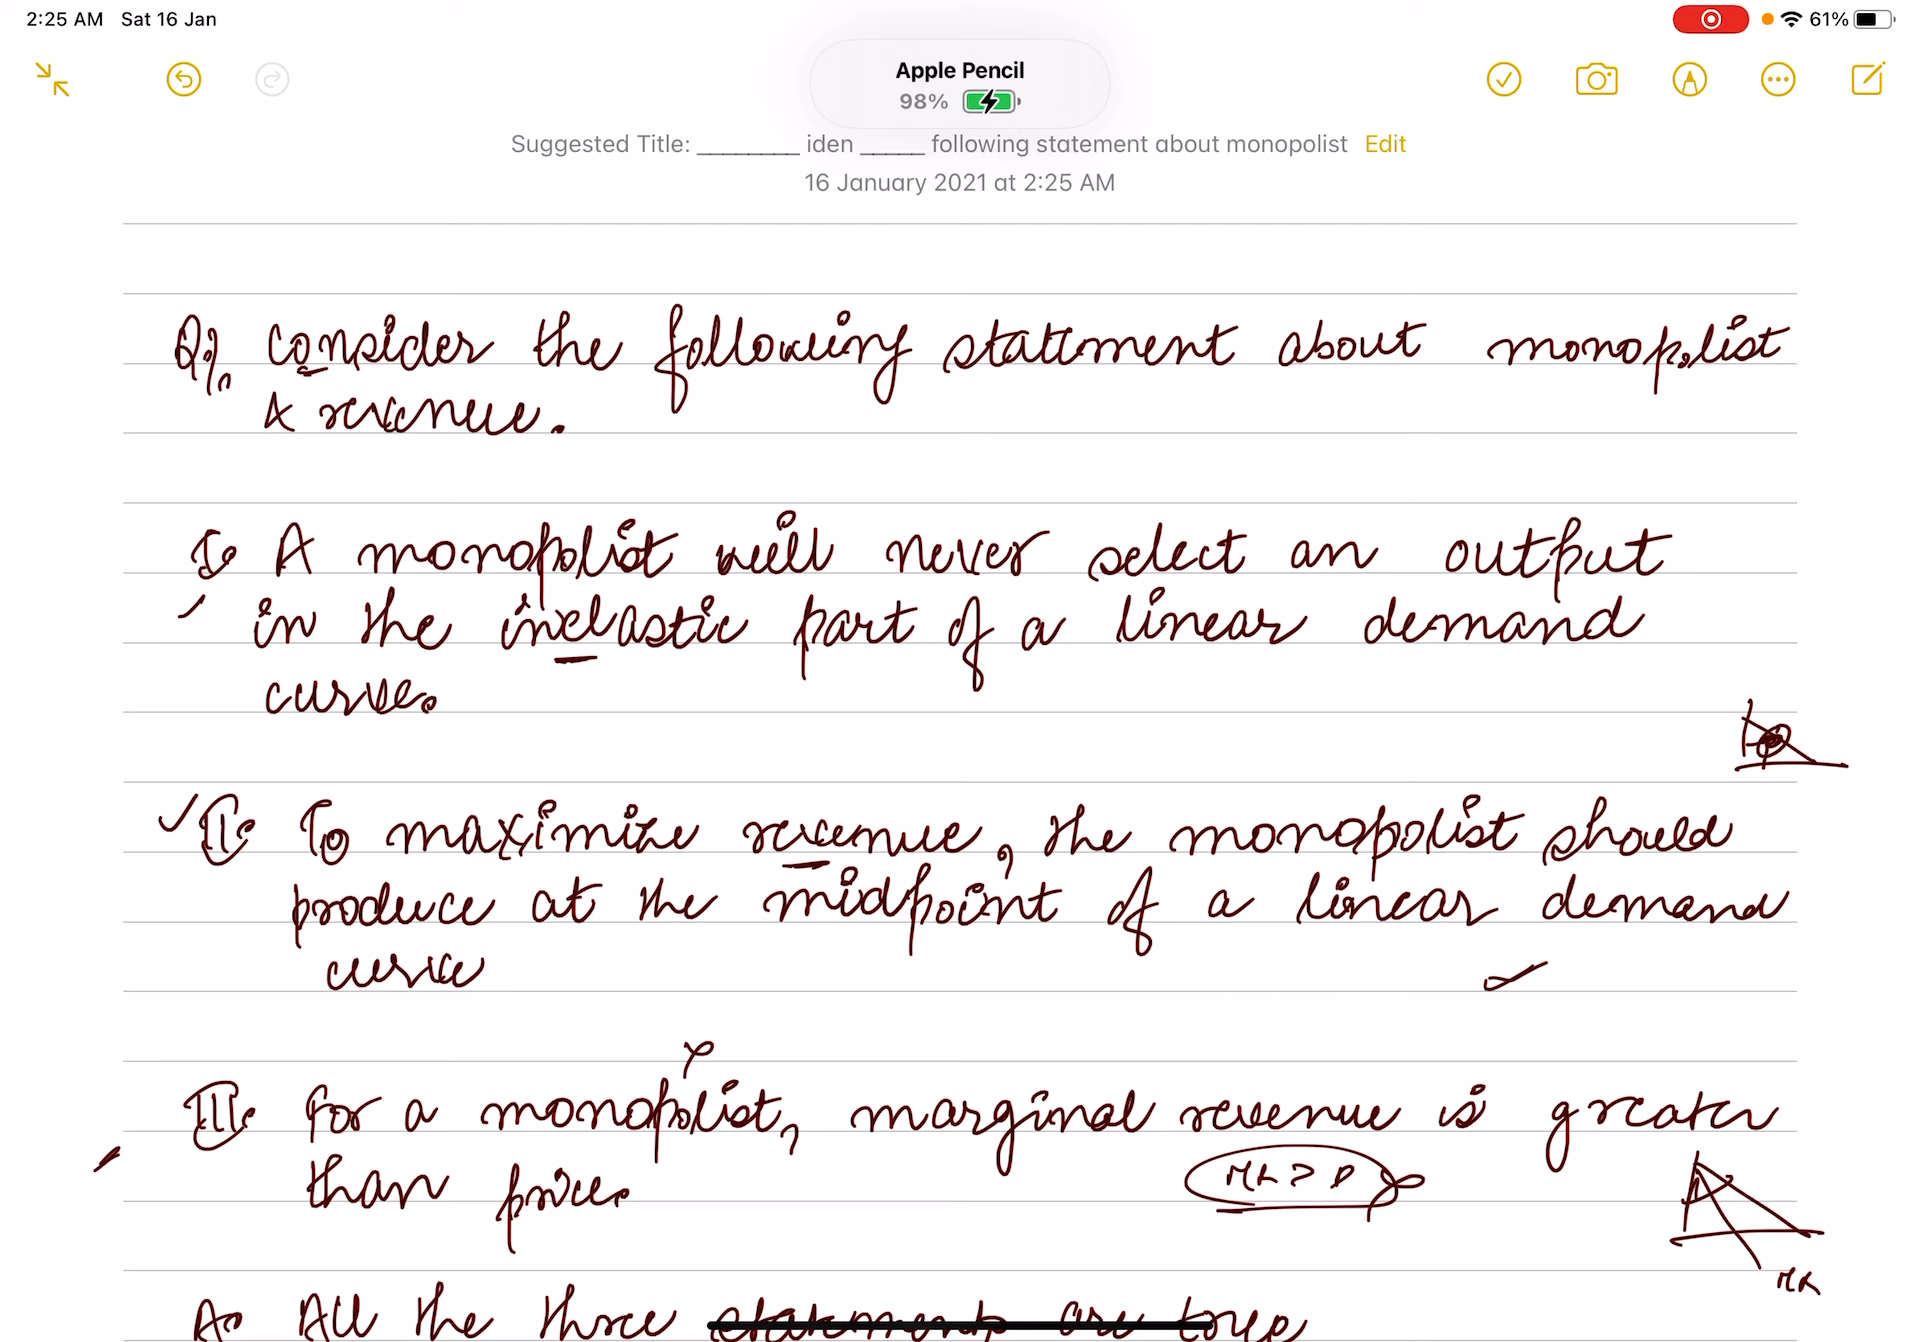 2:25 AM Sat 16 Jan
61%
Apple Pencil
98%
Suggested Title: ________ iden _____ following statement about monopolist Edit
16 January 2021 at 2:25 AM
Q1. Consider the following statement about monopolist
& revenue.
I. A monopolist will never select an output
in the inelastic part of a linear demand
curve.
II. To maximize revenue, the monopolist should
produce at the midpoint of a linear demand
curve
III. For a monopolist, marginal revenue is greater
than price.
MR > P
MR
A. All the three statements are true